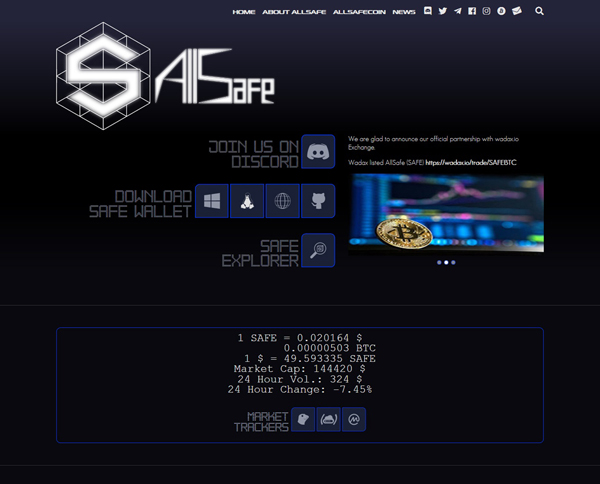 HOME ABOUT ALLSAFE ALLSAFECOIN NEWS
AllSafe
JOIN US ON
DISCORD
We are glad to announce our official partnership with wadax.io
Exchange.
Wadax listed AllSafe (SAFE) https://wadax.io/trade/SAFEBTC
DOWNLOAD
SAFE WALLET
SAFE
EXPLORER
1 SAFE = 0.020164 $
0.00000503 BTC
1 $ = 49.593335 SAFE
Market Cap: 144420 $
24 Hour Vol.: 324 $
24 Hour Change: -7.45%
MARKET
TRACKERS